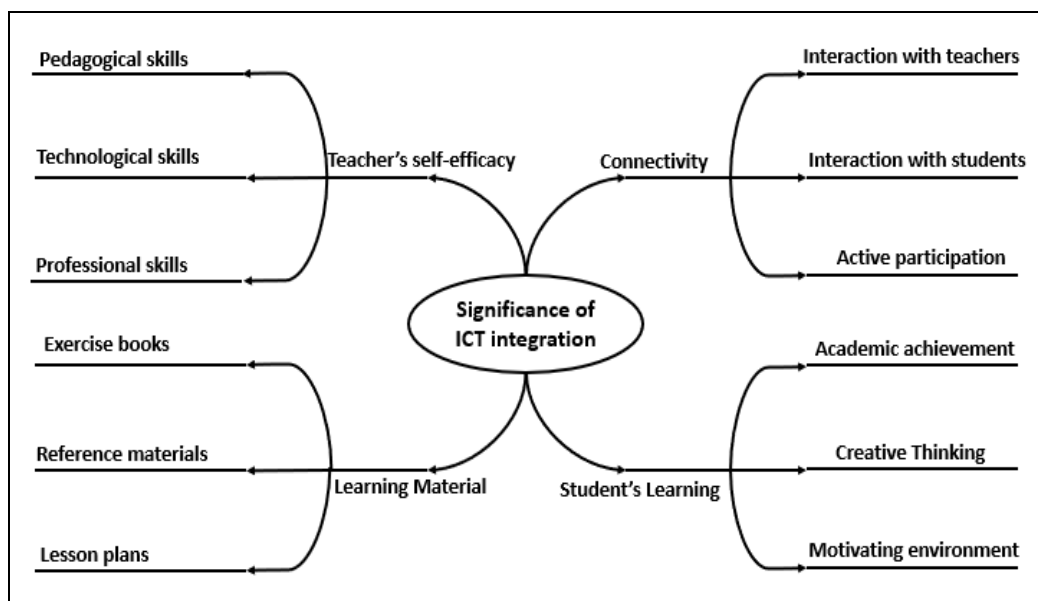 Pedagogical skills
Technological skills
Professional skills
Teacher's self-efficacy
Connectivity
Interaction with teachers
Interaction with students
Active participation
Significance of
ICT integration
Exercise books
Reference materials
Lesson plans
Learning Material
Student's Learning
Academic achievement
Creative Thinking
Motivating environment